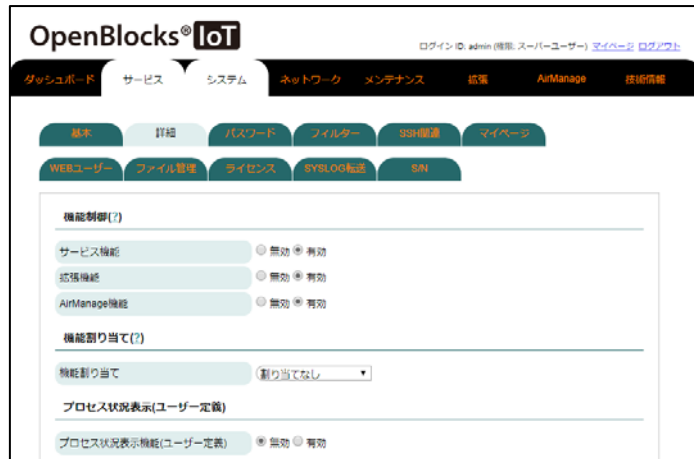 OpenBlocks® IoT
ログイン ID: admin (権限: スーパーユーザー) マイページ ログアウト
ダッシュボード サービス システム ネットワーク メンテナンス 拡張 AirManage 技術情報
基本 詳細 パスワード フィルター SSH関連 マイページ
WEBユーザー ファイル管理 ライセンス SYSLOG転送 S/N
機能制御(?)
サービス機能 無効 有効
拡張機能 無効 有効
AirManage機能 無効 有効
機能割り当て(?)
機能割り当て 割り当てなし
プロセス状況表示(ユーザー定義)
プロセス状況表示機能(ユーザー定義) 無効 有効